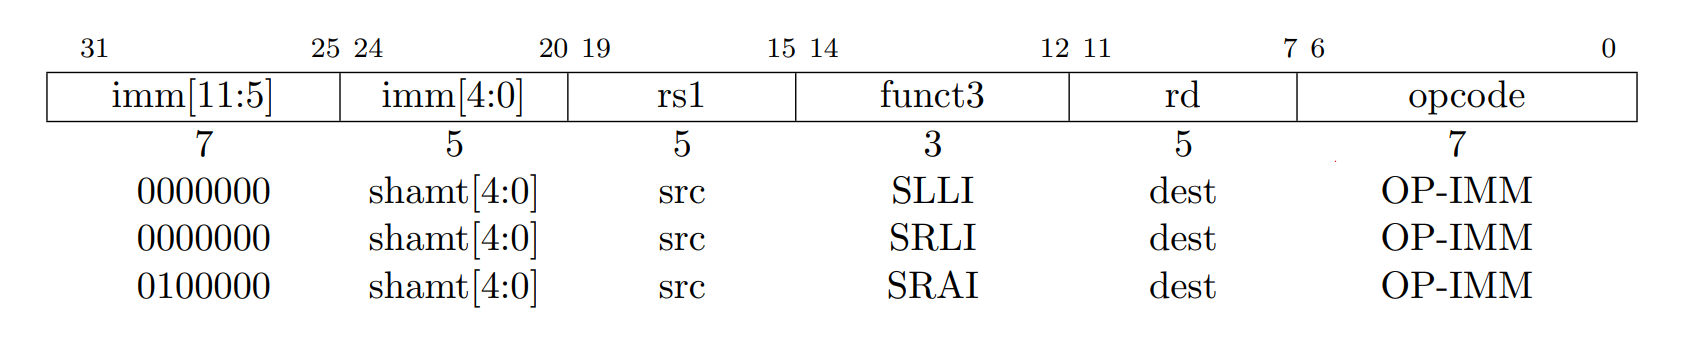 31 25 24 20 19 15 14 12 11 7 6 0
imm[11:5] imm[4:0] rs1 funct3 rd opcode
7 5 5 3 5 7
0000000 shamt[4:0] src SLLI dest OP-IMM
0000000 shamt[4:0] src SRLI dest OP-IMM
0100000 shamt[4:0] src SRAI dest OP-IMM